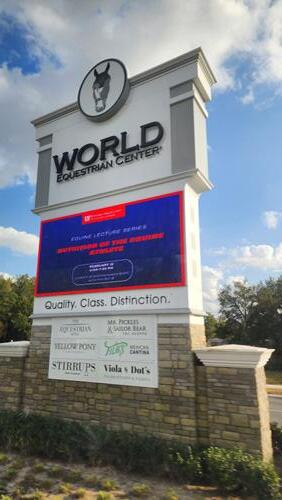 WORLD
EQUESTRIAN CENTER
EQUINE LECTURE SERIES
NUTRITION OF THE EQUINE
ATHLETE
Quality. Class. Distinction.
THE
EQUESTRIAN
MR. PICKLES
& SAILOR BEAR
YELLOW PONY
Filo's MEXICAN
CANTINA
STIRRUPS
Viola & Dot's